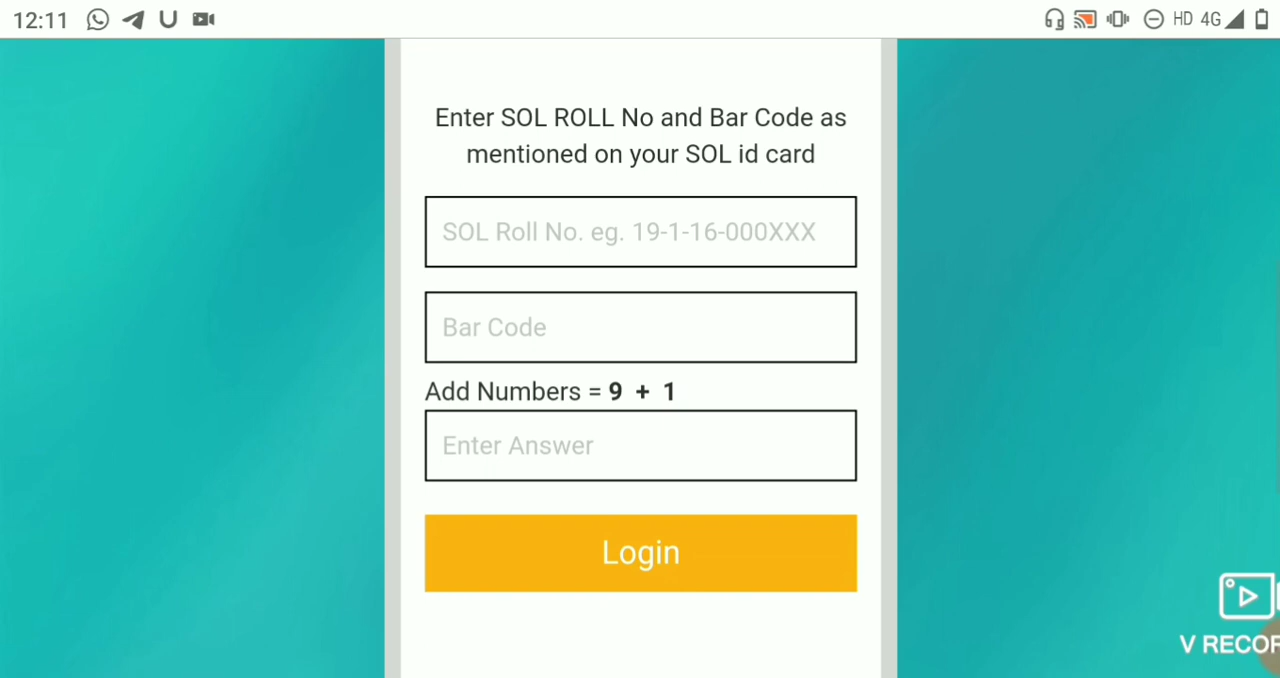 12:11
HD 4G
Enter SOL ROLL No and Bar Code as
mentioned on your SOL id card
SOL Roll No. eg. 19-1-16-000XXX
Bar Code
Add Numbers = 9 + 1
Enter Answer
Login
V RECOR